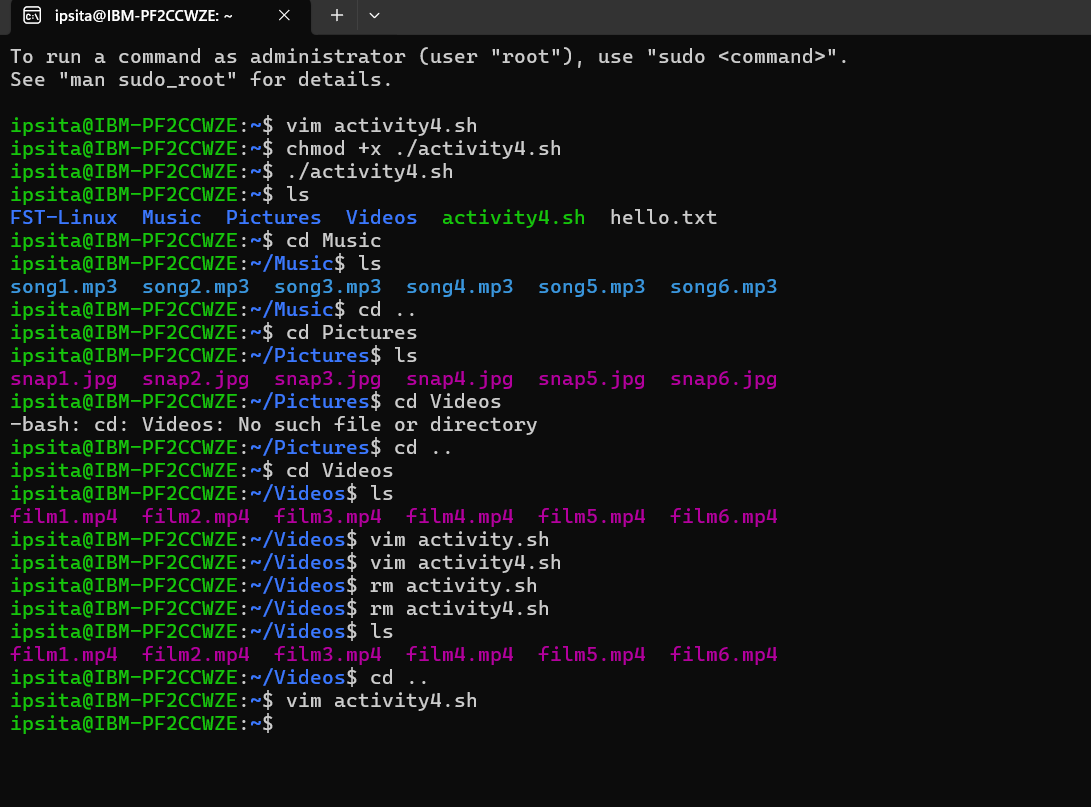 ipsita@IBM-PF2CCWZE: ~
To run a command as administrator (user "root"), use "sudo <command>".
See "man sudo_root" for details.
ipsita@IBM-PF2CCWZE:~$ vim activity4.sh
ipsita@IBM-PF2CCWZE:~$ chmod +x ./activity4.sh
ipsita@IBM-PF2CCWZE:~$ ./activity4.sh
ipsita@IBM-PF2CCWZE:~$ ls
FST-Linux  Music  Pictures  Videos  activity4.sh  hello.txt
ipsita@IBM-PF2CCWZE:~$ cd Music
ipsita@IBM-PF2CCWZE:~/Music$ ls
song1.mp3  song2.mp3  song3.mp3  song4.mp3  song5.mp3  song6.mp3
ipsita@IBM-PF2CCWZE:~/Music$ cd ..
ipsita@IBM-PF2CCWZE:~$ cd Pictures
ipsita@IBM-PF2CCWZE:~/Pictures$ ls
snap1.jpg  snap2.jpg  snap3.jpg  snap4.jpg  snap5.jpg  snap6.jpg
ipsita@IBM-PF2CCWZE:~/Pictures$ cd Videos
-bash: cd: Videos: No such file or directory
ipsita@IBM-PF2CCWZE:~/Pictures$ cd ..
ipsita@IBM-PF2CCWZE:~$ cd Videos
ipsita@IBM-PF2CCWZE:~/Videos$ ls
film1.mp4  film2.mp4  film3.mp4  film4.mp4  film5.mp4  film6.mp4
ipsita@IBM-PF2CCWZE:~/Videos$ vim activity.sh
ipsita@IBM-PF2CCWZE:~/Videos$ vim activity4.sh
ipsita@IBM-PF2CCWZE:~/Videos$ rm activity.sh
ipsita@IBM-PF2CCWZE:~/Videos$ rm activity4.sh
ipsita@IBM-PF2CCWZE:~/Videos$ ls
film1.mp4  film2.mp4  film3.mp4  film4.mp4  film5.mp4  film6.mp4
ipsita@IBM-PF2CCWZE:~/Videos$ cd ..
ipsita@IBM-PF2CCWZE:~$ vim activity4.sh
ipsita@IBM-PF2CCWZE:~$